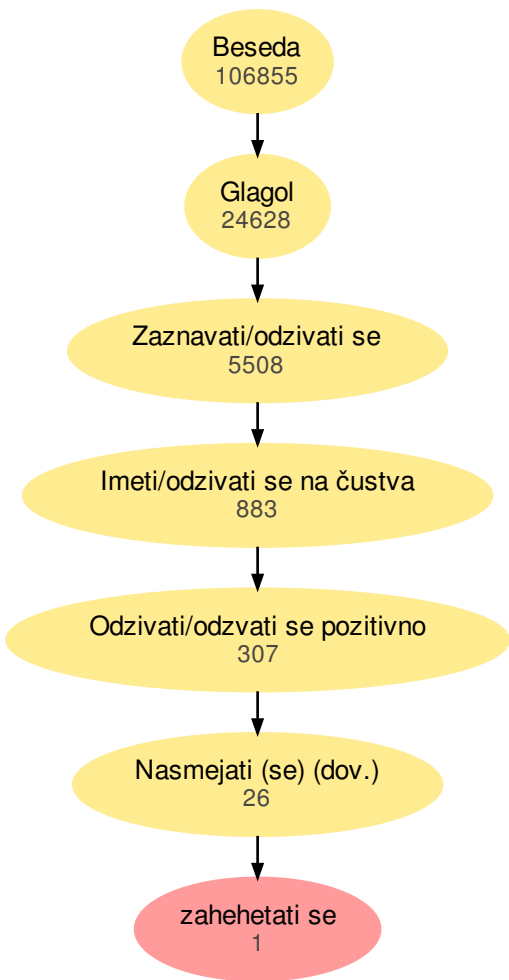 Beseda
106855
Glagol
24628
Zaznavati/odzivati se
5508
Imeti/odzivati se na čustva
883
Odzivati/odzvati se pozitivno
307
Nasmejati (se) (dov.)
26
zahehetati se
1